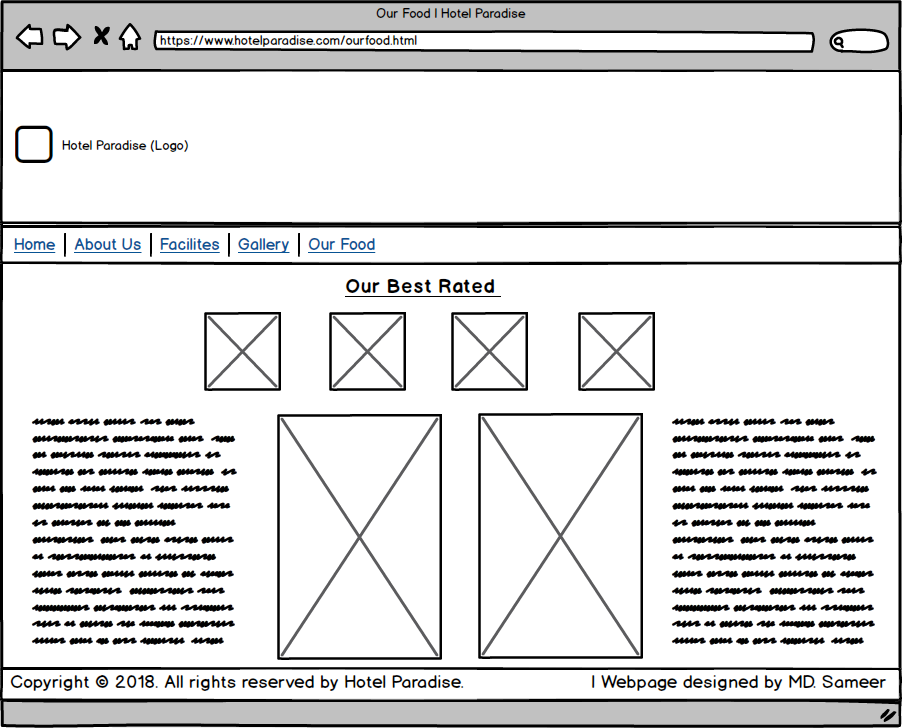 Our Food | Hotel Paradise
https://www.hotelparadise.com/ourfood.html
Hotel Paradise (Logo)
Home | About Us | Facilites | Gallery | Our Food
Our Best Rated
Copyright © 2018. All rights reserved by Hotel Paradise. | Webpage designed by MD. Sameer